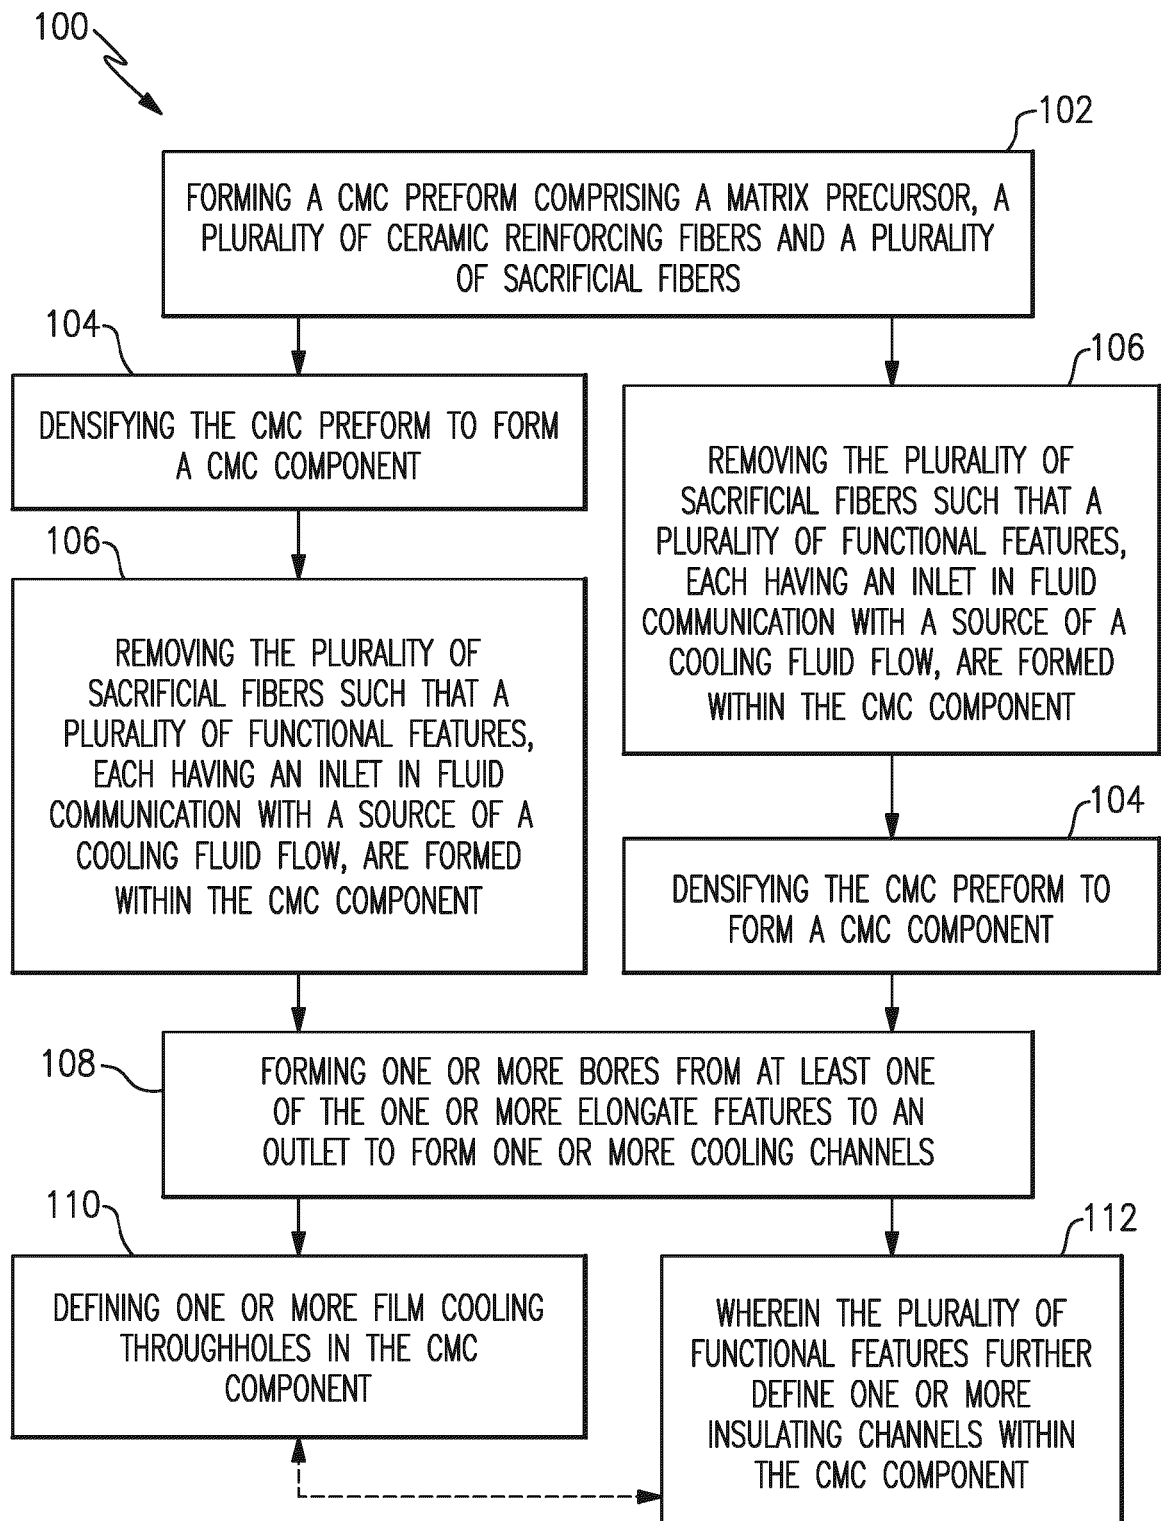 100
102
FORMING A CMC PREFORM COMPRISING A MATRIX PRECURSOR, A
PLURALITY OF CERAMIC REINFORCING FIBERS AND A PLURALITY
OF SACRIFICIAL FIBERS
104
DENSIFYING THE CMC PREFORM TO FORM
A CMC COMPONENT
106
REMOVING THE PLURALITY OF
SACRIFICIAL FIBERS SUCH THAT A
PLURALITY OF FUNCTIONAL FEATURES,
EACH HAVING AN INLET IN FLUID
COMMUNICATION WITH A SOURCE OF A
COOLING FLUID FLOW, ARE FORMED
WITHIN THE CMC COMPONENT
106
REMOVING THE PLURALITY OF
SACRIFICIAL FIBERS SUCH THAT A
PLURALITY OF FUNCTIONAL FEATURES,
EACH HAVING AN INLET IN FLUID
COMMUNICATION WITH A SOURCE OF A
COOLING FLUID FLOW, ARE FORMED
WITHIN THE CMC COMPONENT
104
DENSIFYING THE CMC PREFORM TO
FORM A CMC COMPONENT
108
FORMING ONE OR MORE BORES FROM AT LEAST ONE
OF THE ONE OR MORE ELONGATE FEATURES TO AN
OUTLET TO FORM ONE OR MORE COOLING CHANNELS
110
DEFINING ONE OR MORE FILM COOLING
THROUGHHOLES IN THE CMC
COMPONENT
112
WHEREIN THE PLURALITY OF
FUNCTIONAL FEATURES FURTHER
DEFINE ONE OR MORE
INSULATING CHANNELS WITHIN
THE CMC COMPONENT